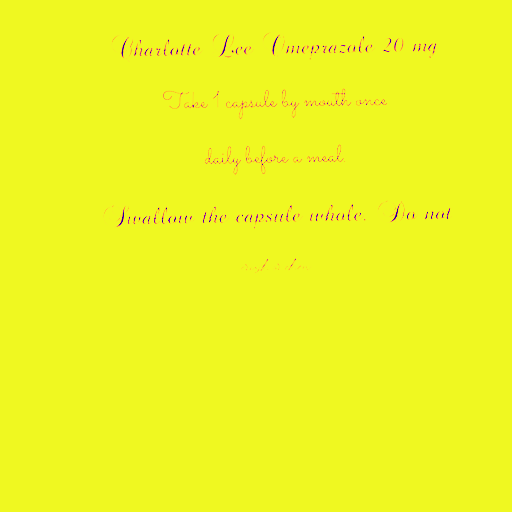 Charlotte Lee Omeprazole 20 mg
Take 1 capsule by mouth once
daily before a meal.
Swallow the capsule whole. Do not